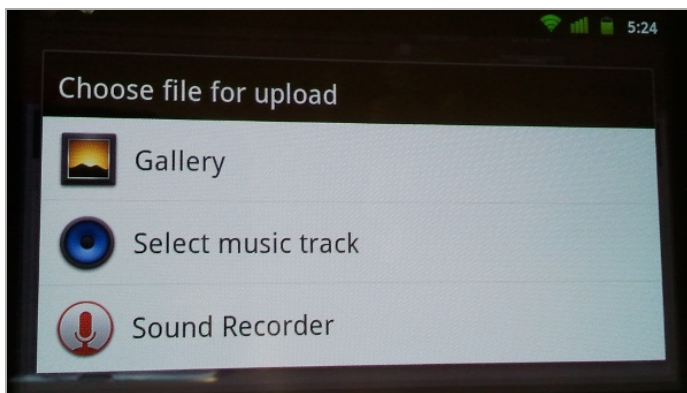 5:24
Choose file for upload
Gallery
Select music track
Sound Recorder